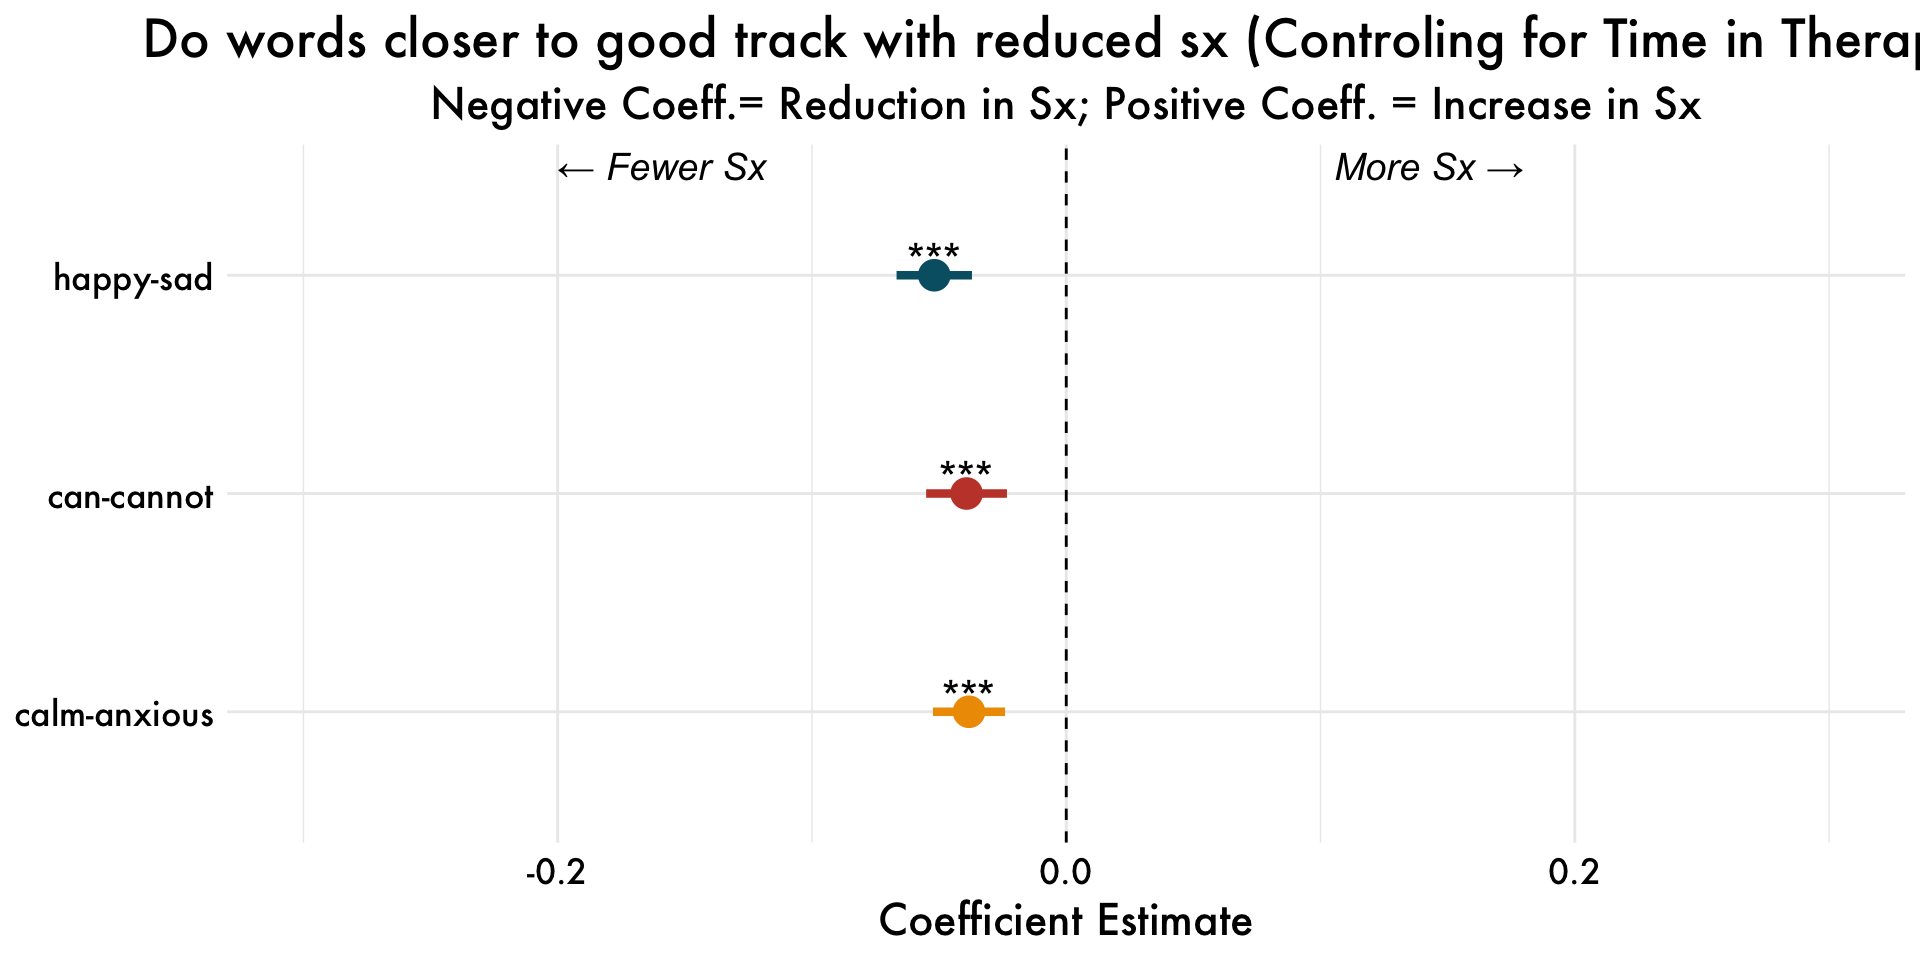 Do words closer to good track with reduced sx (Controling for Time in Therap
Negative Coeff.= Reduction in Sx; Positive Coeff. = Increase in Sx
← Fewer Sx More Sx →
***
happy-sad
***
can-cannot
***
calm-anxious
-0.2 0.0 0.2
Coefficient Estimate